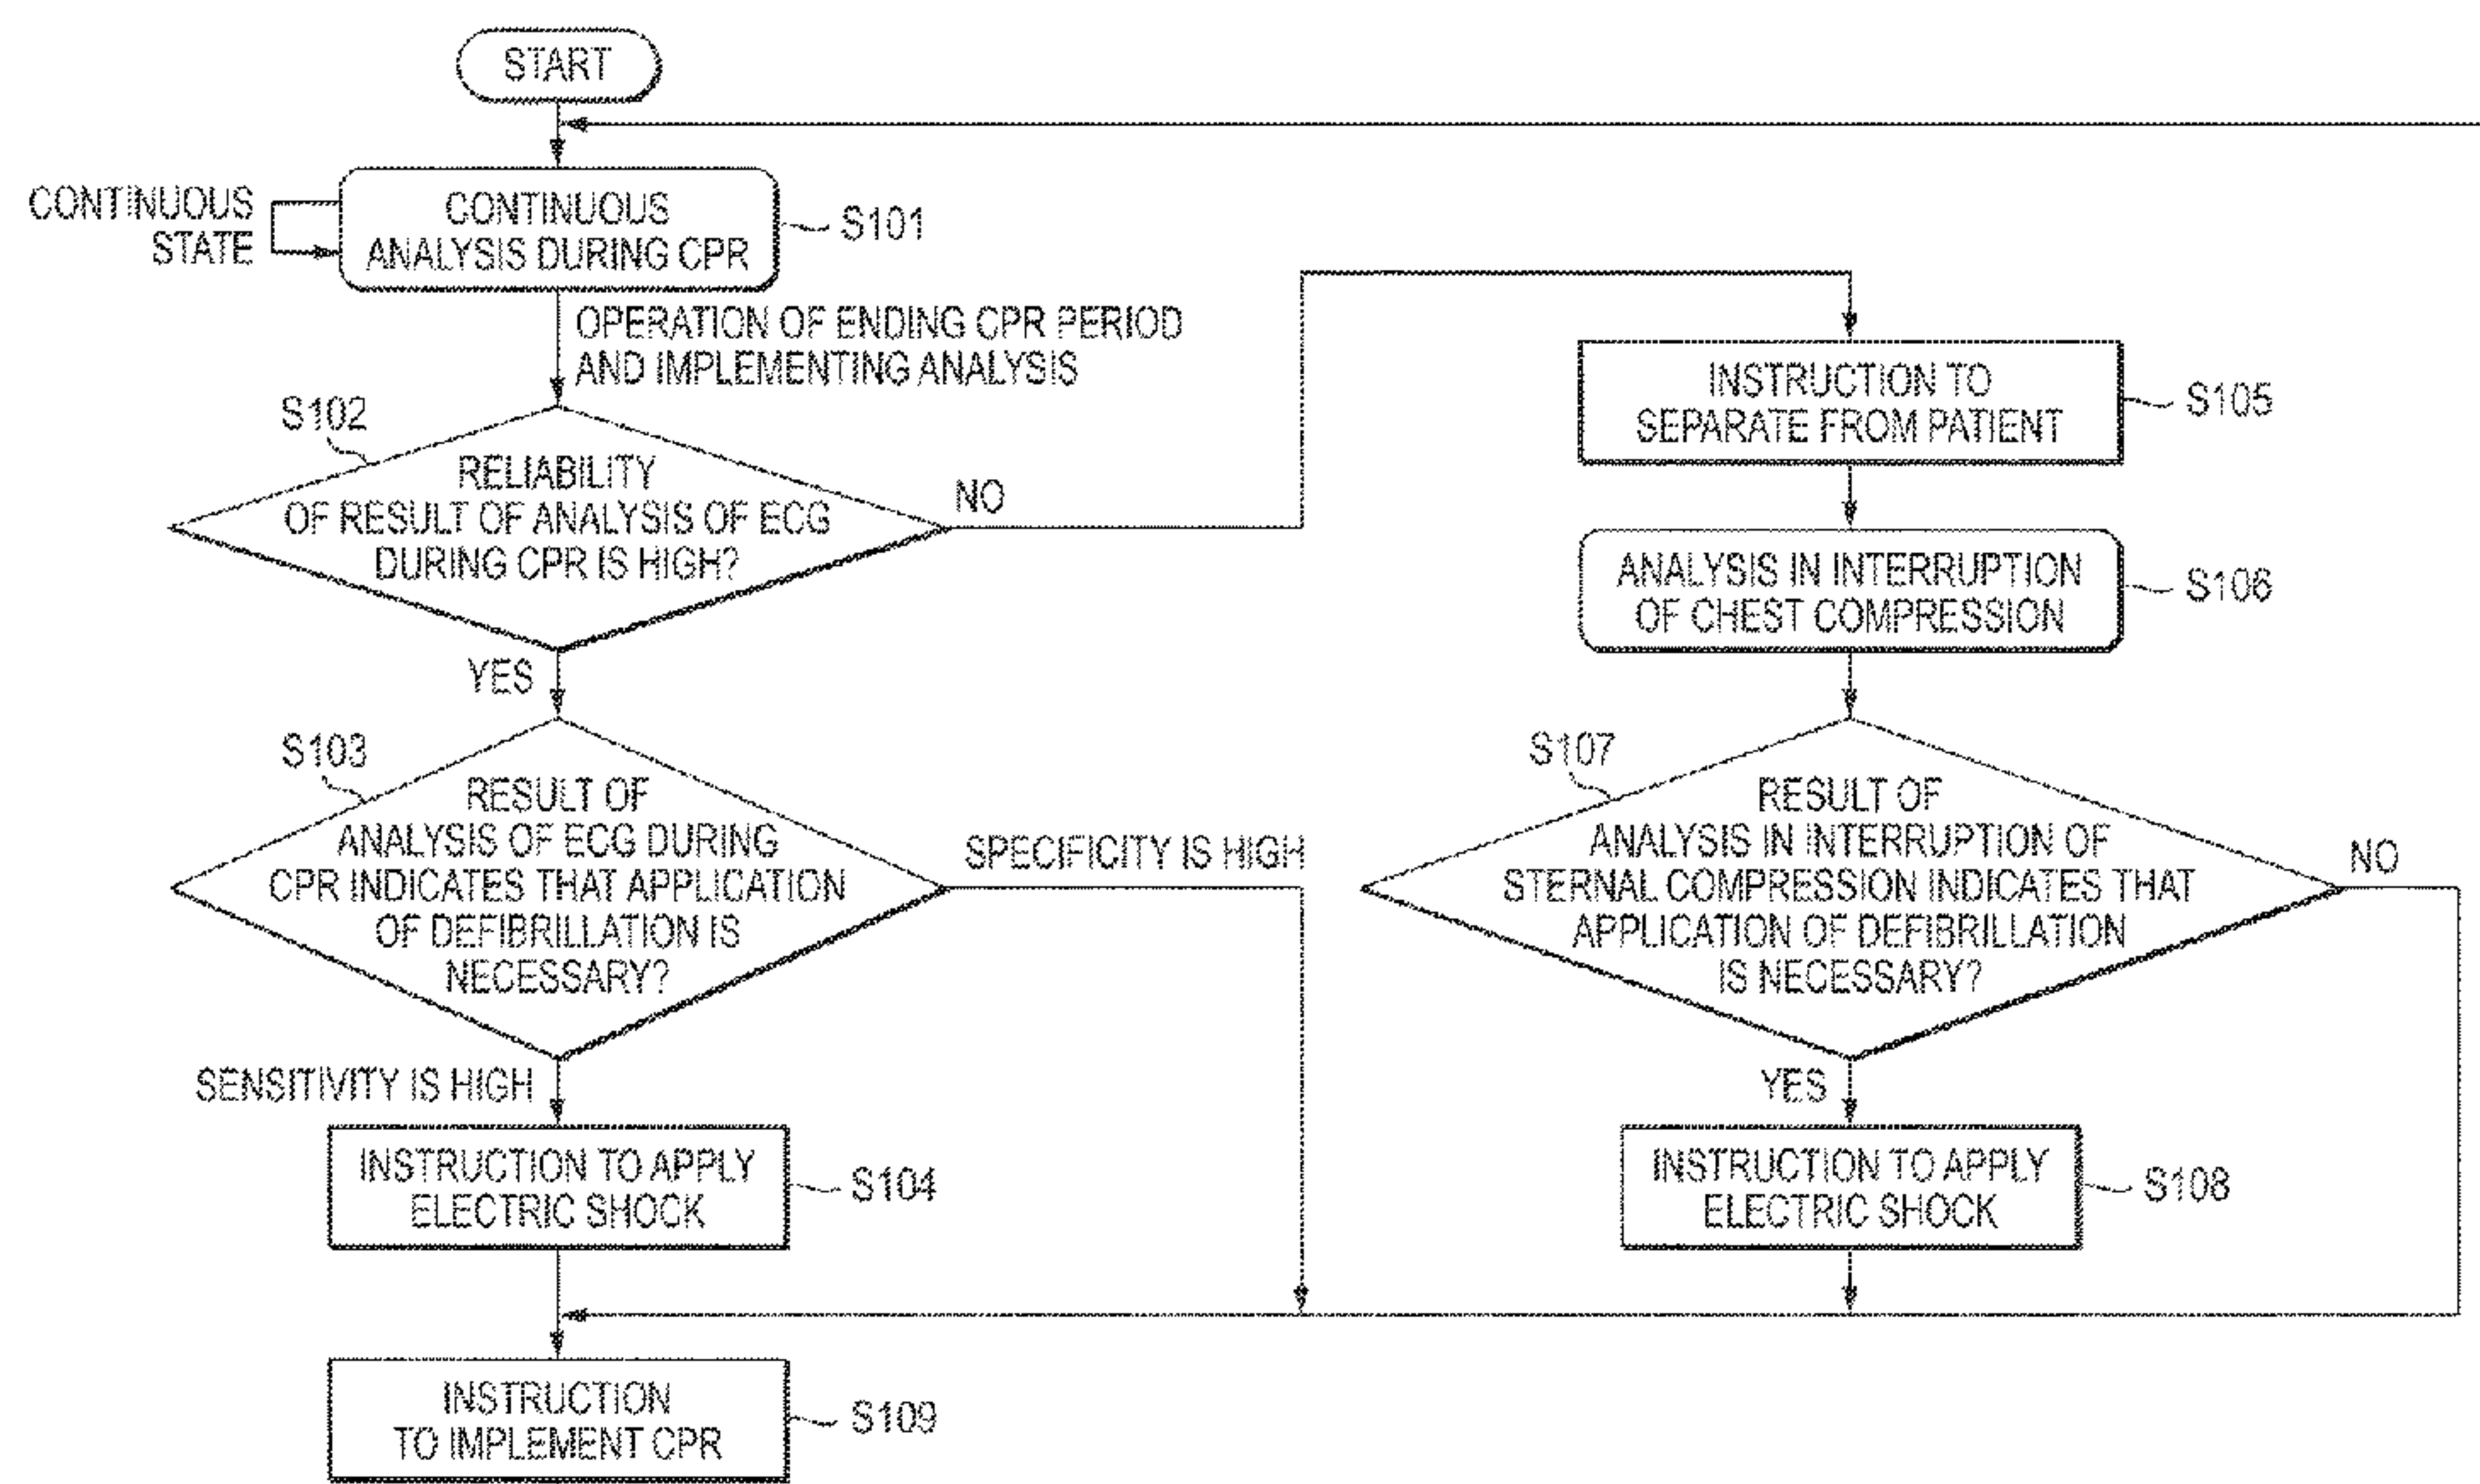 START
CONTINUOUS
STATE
CONTINUOUS
ANALYSIS DURING CPR
S101
OPERATION OF ENDING CPR PERIOD
AND IMPLEMENTING ANALYSIS
S102
RELIABILITY
OF RESULT OF ANALYSIS OF ECG
DURING CPR IS HIGH?
NO
YES
S103
RESULT OF
ANALYSIS OF ECG DURING
CPR INDICATES THAT APPLICATION
OF DEFIBRILLATION IS
NECESSARY?
SPECIFICITY IS HIGH
SENSITIVITY IS HIGH
INSTRUCTION TO APPLY
ELECTRIC SHOCK
S104
INSTRUCTION TO
SEPARATE FROM PATIENT
S105
ANALYSIS IN INTERRUPTION
OF CHEST COMPRESSION
S106
S107
RESULT OF
ANALYSIS IN INTERRUPTION OF
STERNAL COMPRESSION INDICATES THAT
APPLICATION OF DEFIBRILLATION
IS NECESSARY?
NO
YES
INSTRUCTION TO APPLY
ELECTRIC SHOCK
S108
INSTRUCTION
TO IMPLEMENT CPR
S109